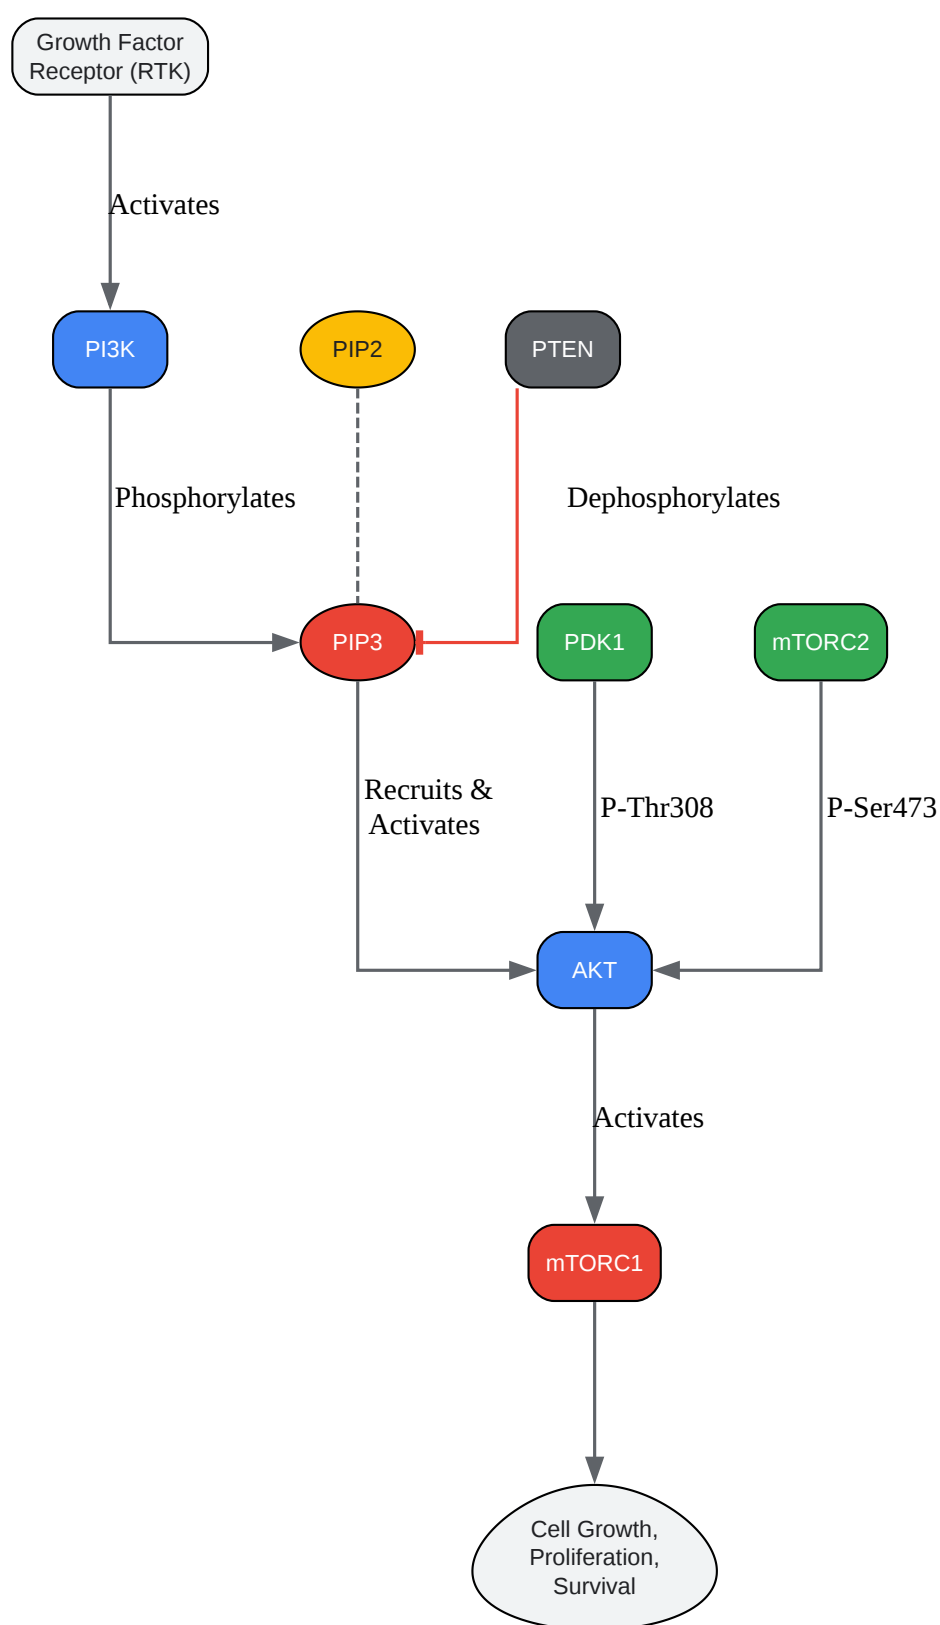 Growth Factor
Receptor (RTK)
Activates
PI3K
PIP2
PTEN
Phosphorylates
Dephosphorylates
PIP3
PDK1
mTORC2
Recruits &
Activates
P-Thr308
P-Ser473
AKT
Activates
mTORC1
Cell Growth,
Proliferation,
Survival